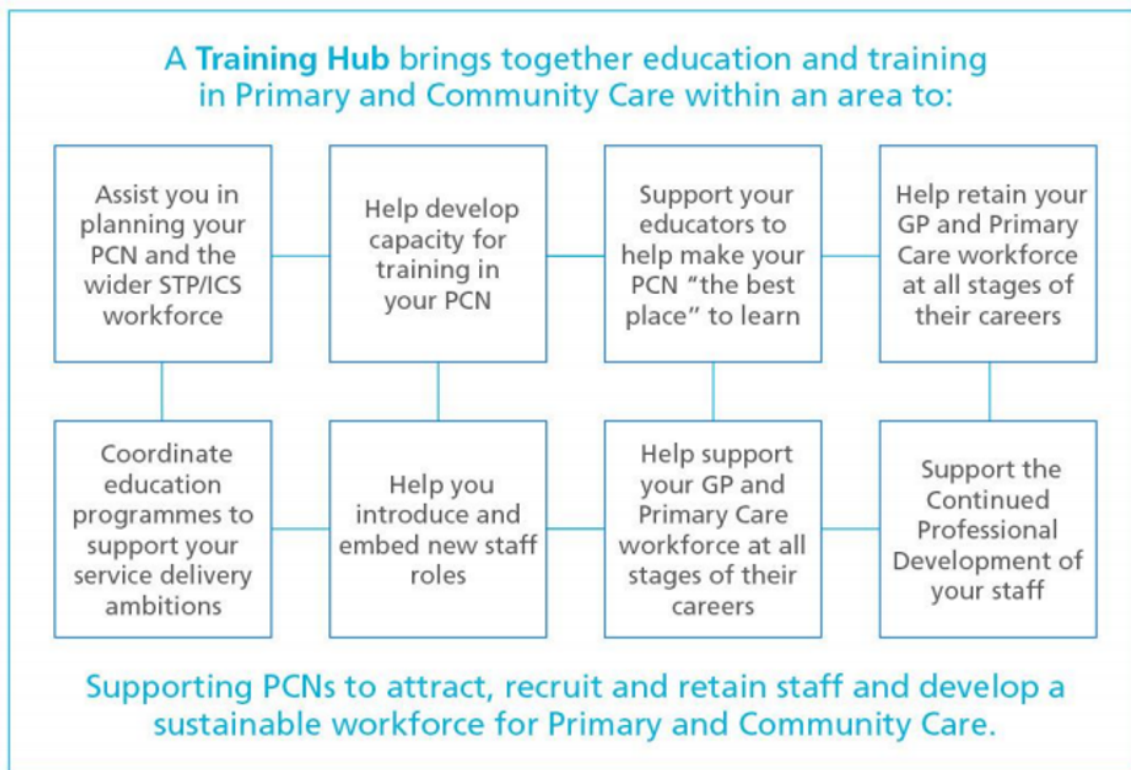 A Training Hub brings together education and training
in Primary and Community Care within an area to:
Assist you in
planning your
PCN and the
wider STP/ICS
workforce
Help develop
capacity for
training in
your PCN
Support your
educators to
help make your
PCN “the best
place” to learn
Help retain your
GP and Primary
Care workforce
at all stages of
their careers
Coordinate
education
programmes to
support your
service delivery
ambitions
Help you
introduce and
embed new staff
roles
Help support
your GP and
Primary Care
workforce at all
stages of their
careers
Support the
Continued
Professional
Development of
your staff
Supporting PCNs to attract, recruit and retain staff and develop a
sustainable workforce for Primary and Community Care.